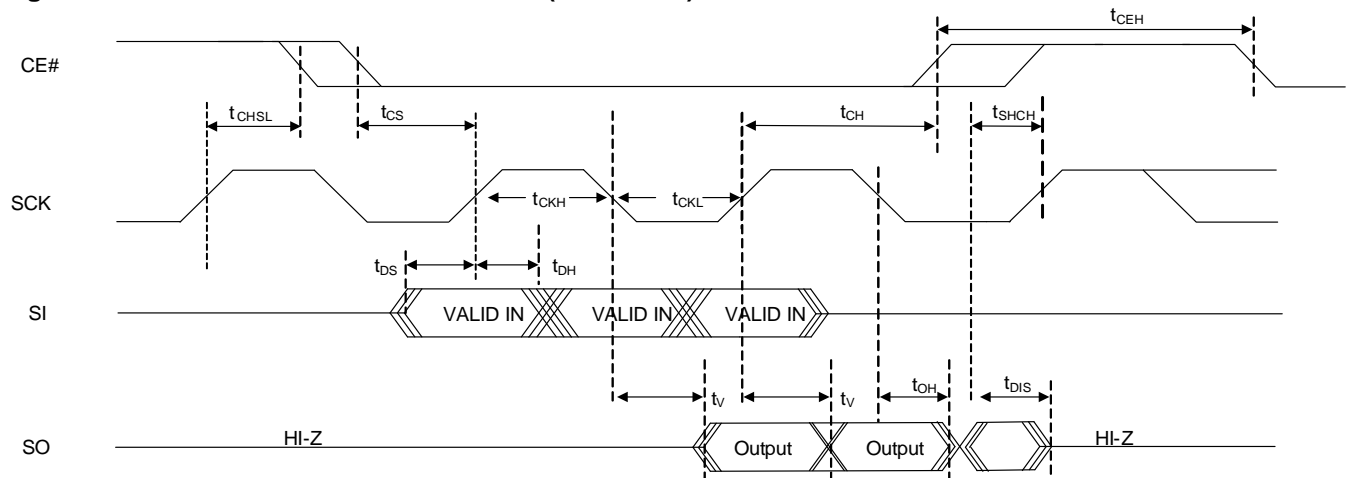 tCEH
CE#
tCHSL
tCS
tCH
tSHCH
SCK
tCKH
tCKL
tDS
tDH
SI
VALID IN
VALID IN
VALID IN
tV
tV
tOH
tDIS
SO
HI-Z
Output
Output
HI-Z